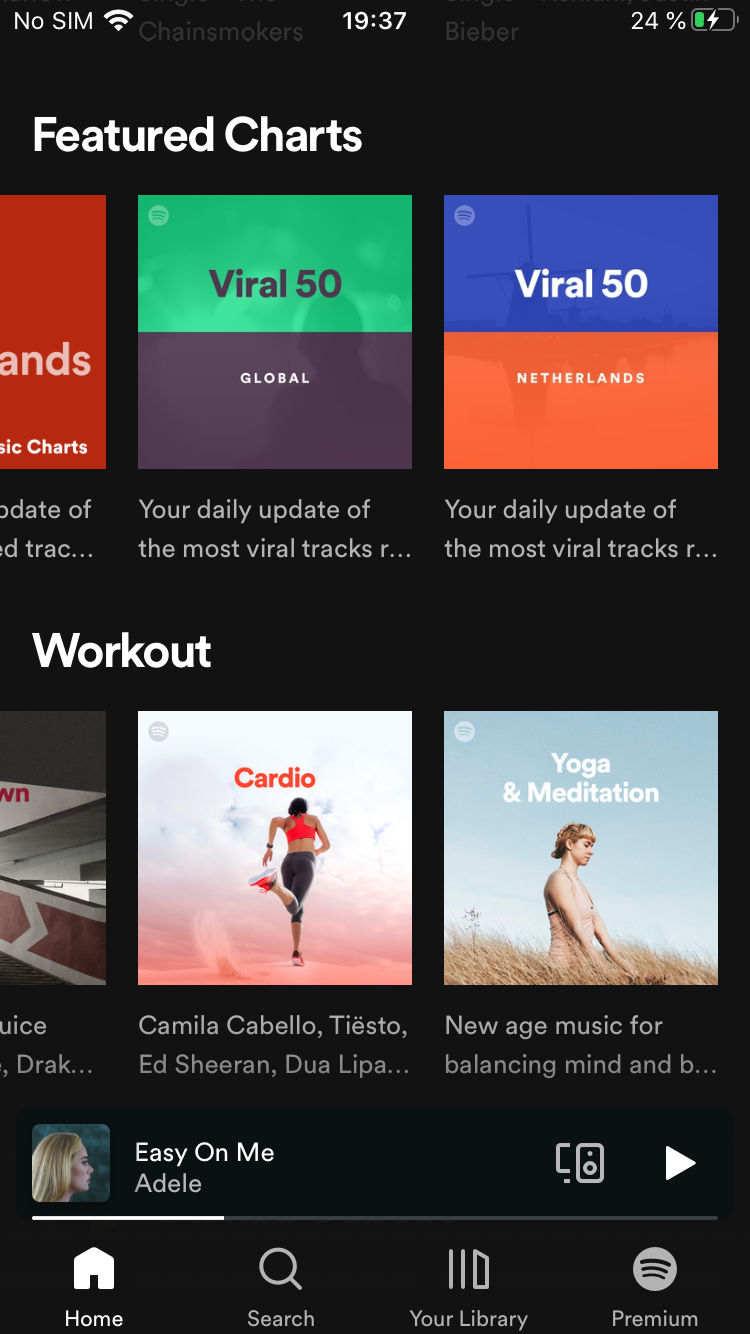 No SIM 19:37 24 %
Chainsmokers Bieber
Featured Charts
ands
sic Charts
Viral 50
GLOBAL
Viral 50
NETHERLANDS
pdate of
ed trac...
Your daily update of
the most viral tracks r...
Your daily update of
the most viral tracks r...
Workout
wn
Cardio
Yoga
& Meditation
uice
, Drak...
Camila Cabello, Tiësto,
Ed Sheeran, Dua Lipa...
New age music for
balancing mind and b...
Easy On Me
Adele
Home
Search
Your Library
Premium